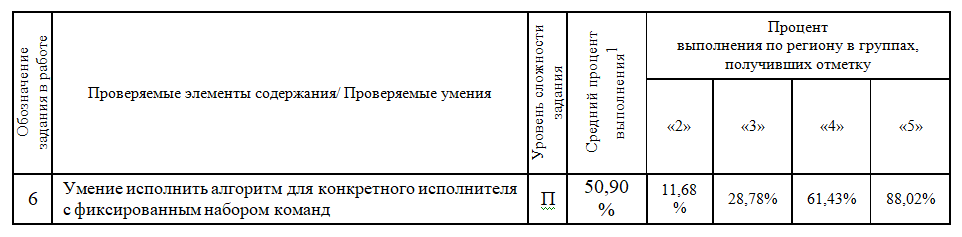 Обозначение
задания в работе
Проверяемые элементы содержания/ Проверяемые умения
Уровень сложности
задания
Средний процент
выполнения1
Процент
выполнения по региону в группах,
получивших отметку
«2»
«3»
«4»
«5»
6
Умение исполнить алгоритм для конкретного исполнителя
с фиксированным набором команд
П
50,90
%
11,68
%
28,78%
61,43%
88,02%